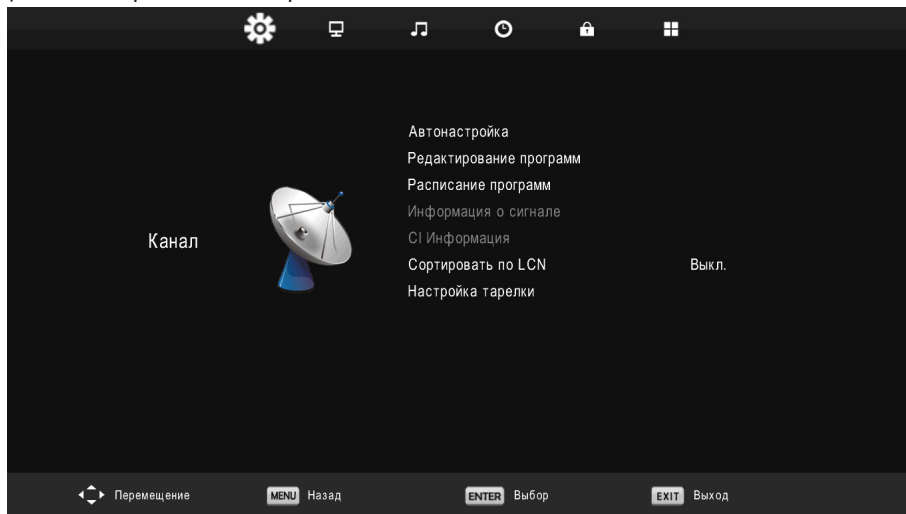 Автонастройка
Редактирование программ
Расписание программ
Информация о сигнале
CI Информация
Сортировать по LCN Выкл.
Настройка тарелки
Канал
Перемещение MENU Назад ENTER Выбор EXIT Выход